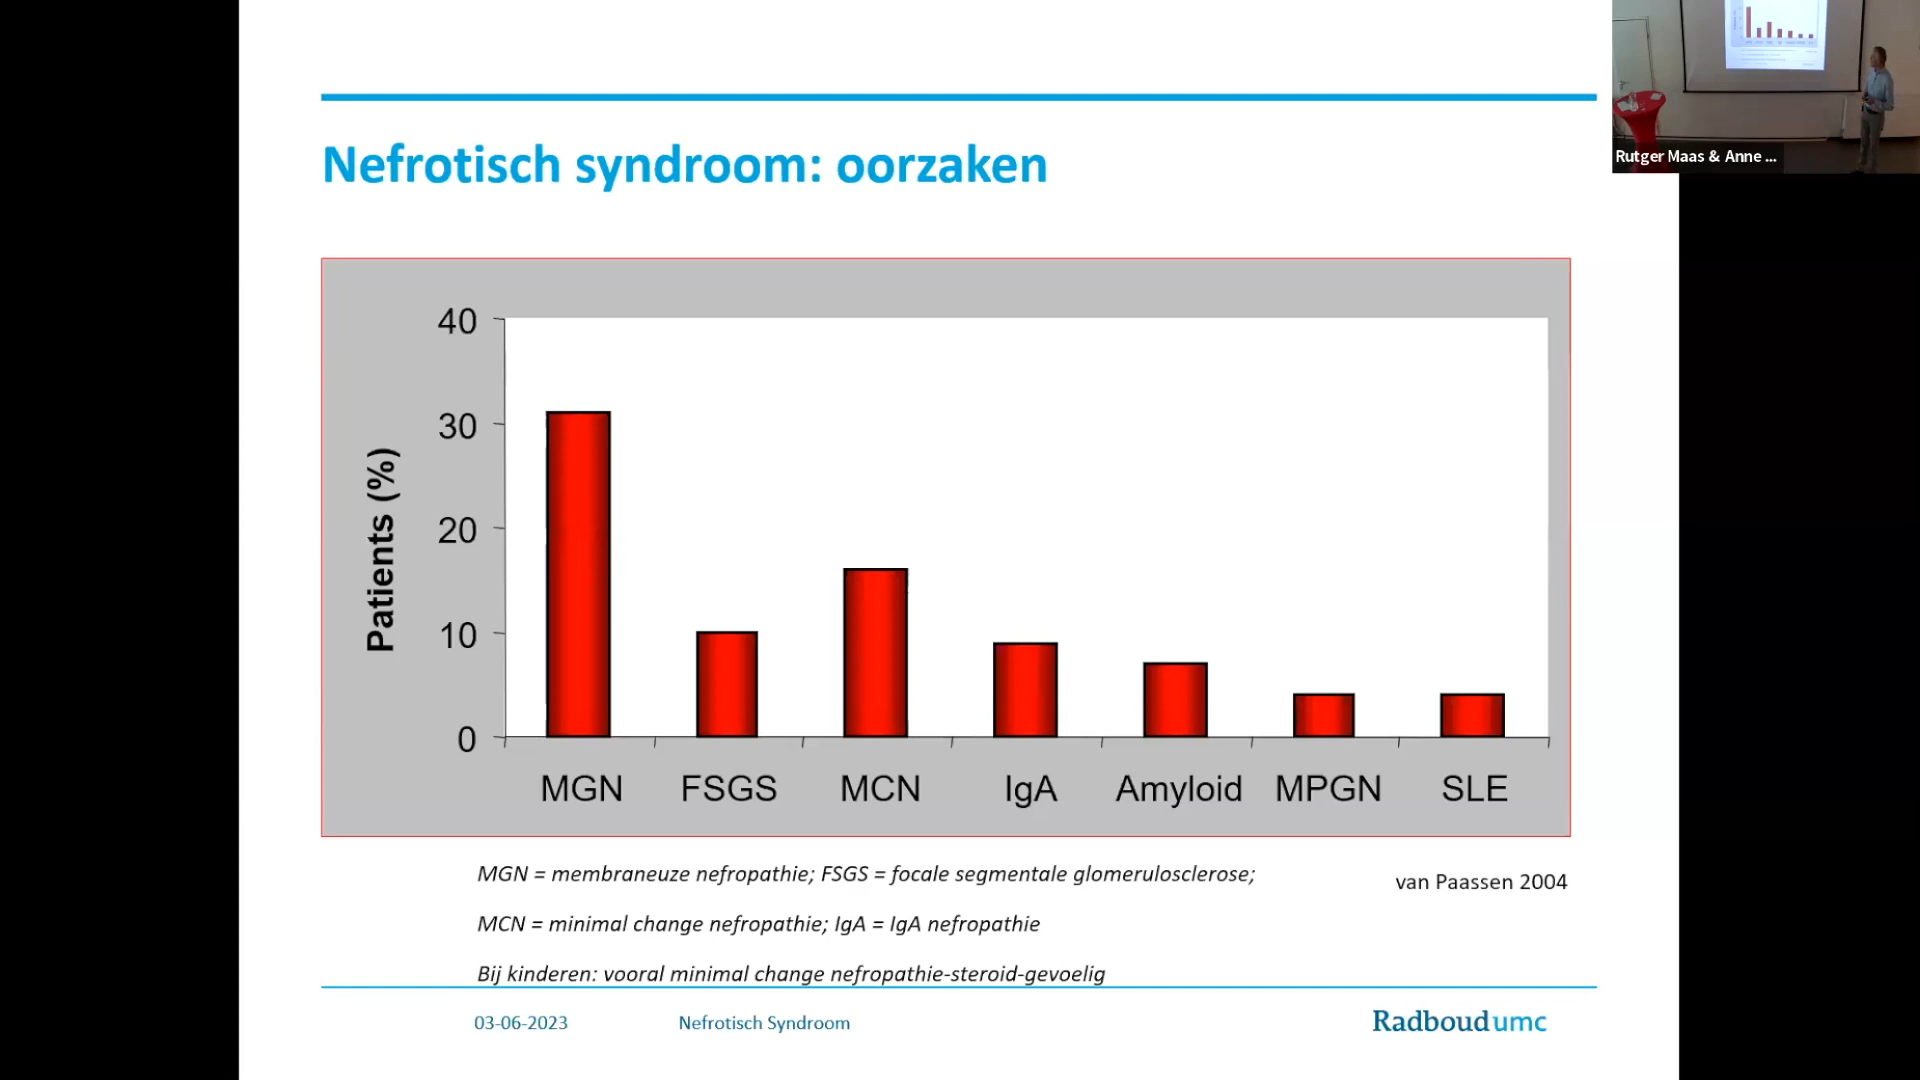 Rutger Maas & Anne ...
Nefrotisch syndroom: oorzaken
Patients (%)
40
30
20
10
0
MGN FSGS MCN IgA Amyloid MPGN SLE
MGN = membraneuze nefropathie; FSGS = focale segmentale glomerulosclerose;
van Paassen 2004
MCN = minimal change nefropathie; IgA = IgA nefropathie
Bij kinderen: vooral minimal change nefropathie-steroid-gevoelig
03-06-2023 Nefrotisch Syndroom Radboudumc